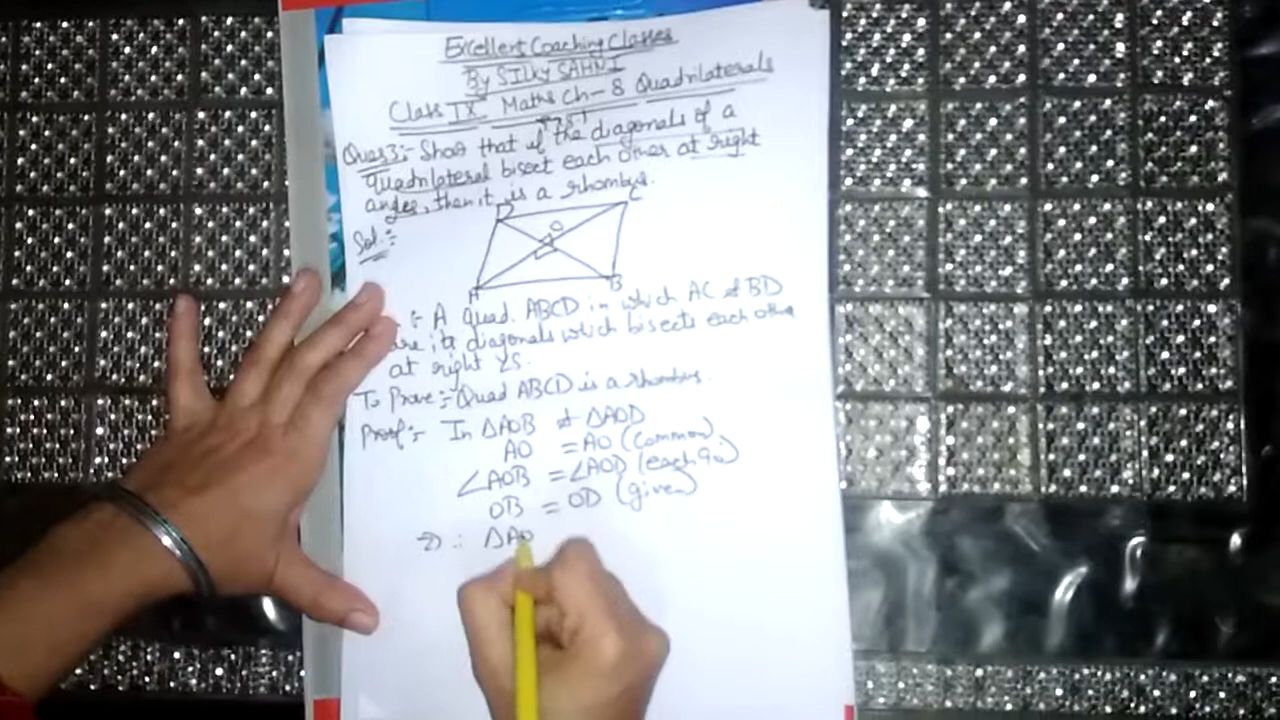 Excellent Coaching Classes
By SILKY SAHNI
Class IX Maths Ch-8 Quadrilaterals
Ques3:- Show that if the diagonals of a
quadrilateral bisect each other at right
angles, then it is a rhombus.
Sol:-
D C
O
A B
:- A quad. ABCD in which AC & BD
are its diagonals which bisects each other
at right ∠s.
To Prove:- Quad ABCD is a rhombus.
Proof:- In ΔAOB & ΔAOD
AO = AO (common)
∠AOB = ∠AOD (each 90)
OB = OD (given)
⇒ ∴ ΔAO